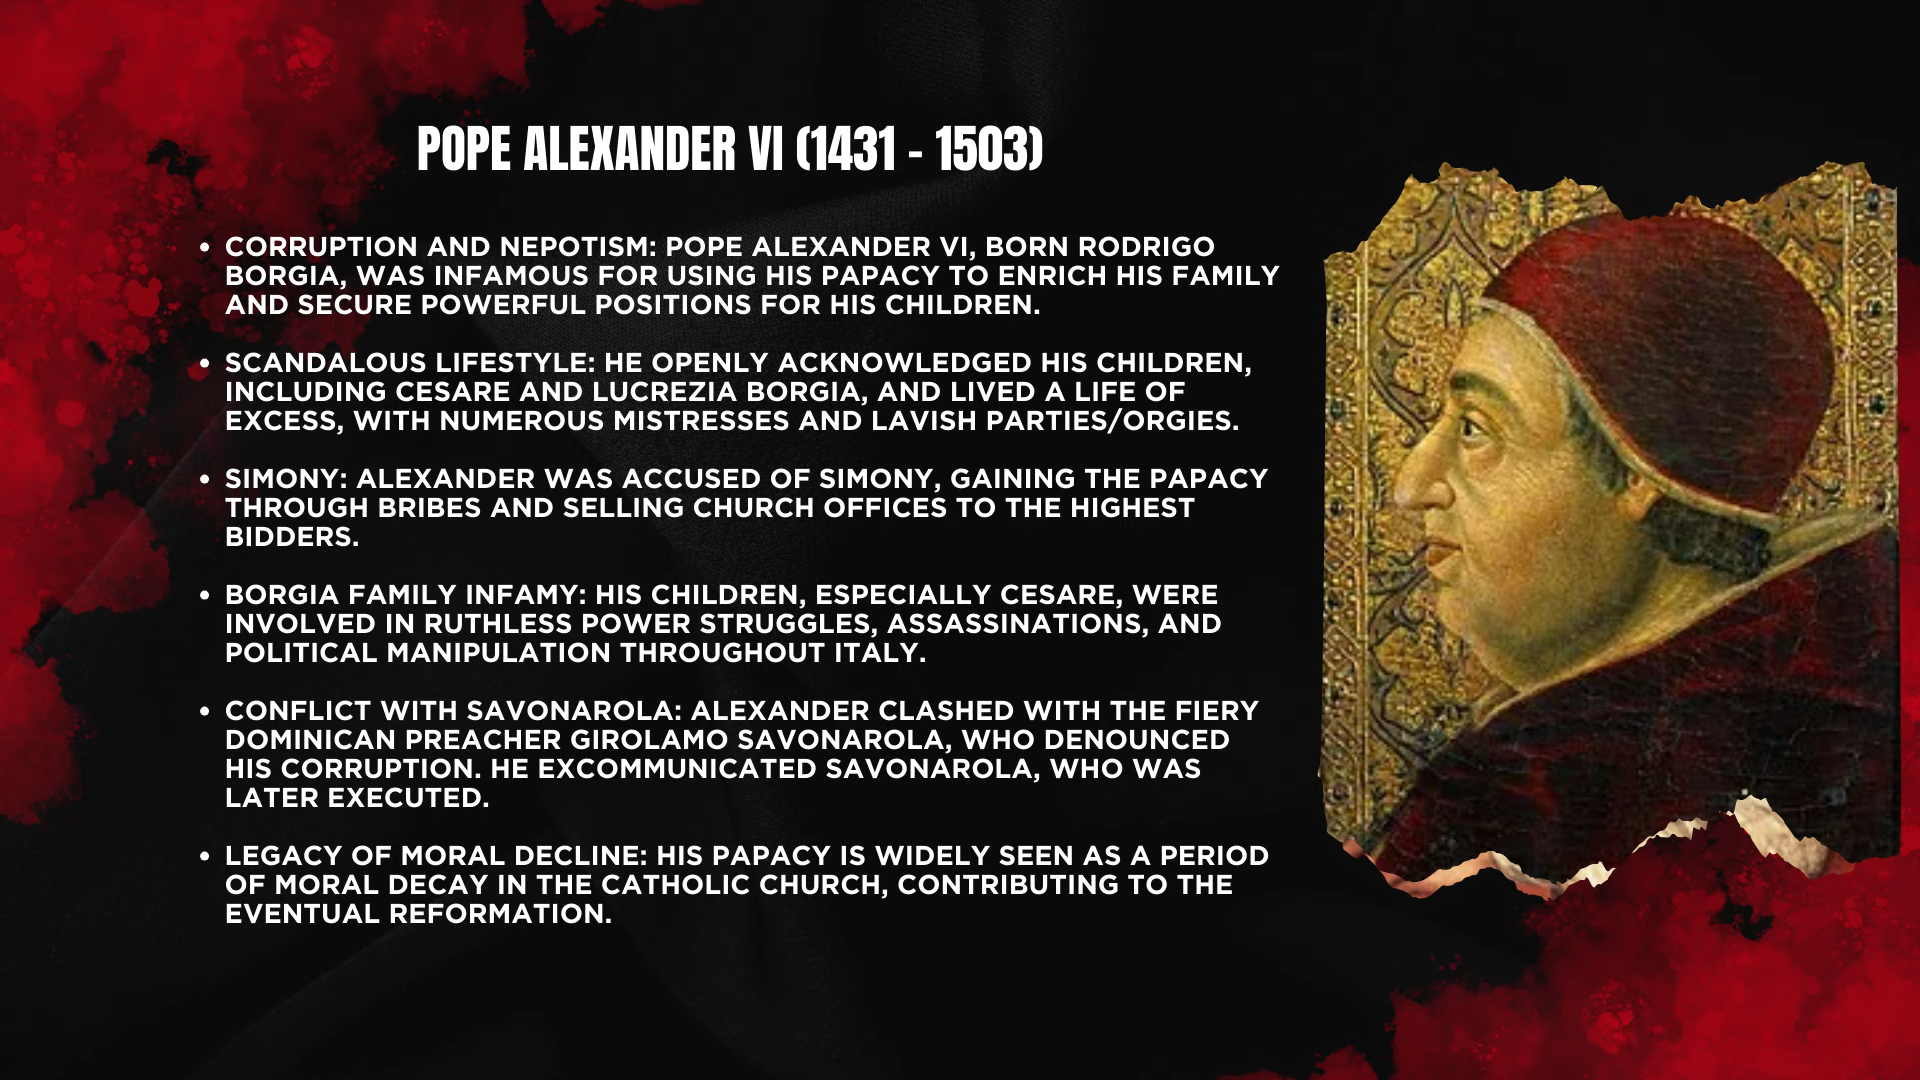 POPE ALEXANDER VI (1431 - 1503)
• CORRUPTION AND NEPOTISM: POPE ALEXANDER VI, BORN RODRIGO
BORGIA, WAS INFAMOUS FOR USING HIS PAPACY TO ENRICH HIS FAMILY
AND SECURE POWERFUL POSITIONS FOR HIS CHILDREN.
• SCANDALOUS LIFESTYLE: HE OPENLY ACKNOWLEDGED HIS CHILDREN,
INCLUDING CESARE AND LUCREZIA BORGIA, AND LIVED A LIFE OF
EXCESS, WITH NUMEROUS MISTRESSES AND LAVISH PARTIES/ORGIES.
• SIMONY: ALEXANDER WAS ACCUSED OF SIMONY, GAINING THE PAPACY
THROUGH BRIBES AND SELLING CHURCH OFFICES TO THE HIGHEST
BIDDERS.
• BORGIA FAMILY INFAMY: HIS CHILDREN, ESPECIALLY CESARE, WERE
INVOLVED IN RUTHLESS POWER STRUGGLES, ASSASSINATIONS, AND
POLITICAL MANIPULATION THROUGHOUT ITALY.
• CONFLICT WITH SAVONAROLA: ALEXANDER CLASHED WITH THE FIERY
DOMINICAN PREACHER GIROLAMO SAVONAROLA, WHO DENOUNCED
HIS CORRUPTION. HE EXCOMMUNICATED SAVONAROLA, WHO WAS
LATER EXECUTED.
• LEGACY OF MORAL DECLINE: HIS PAPACY IS WIDELY SEEN AS A PERIOD
OF MORAL DECAY IN THE CATHOLIC CHURCH, CONTRIBUTING TO THE
EVENTUAL REFORMATION.